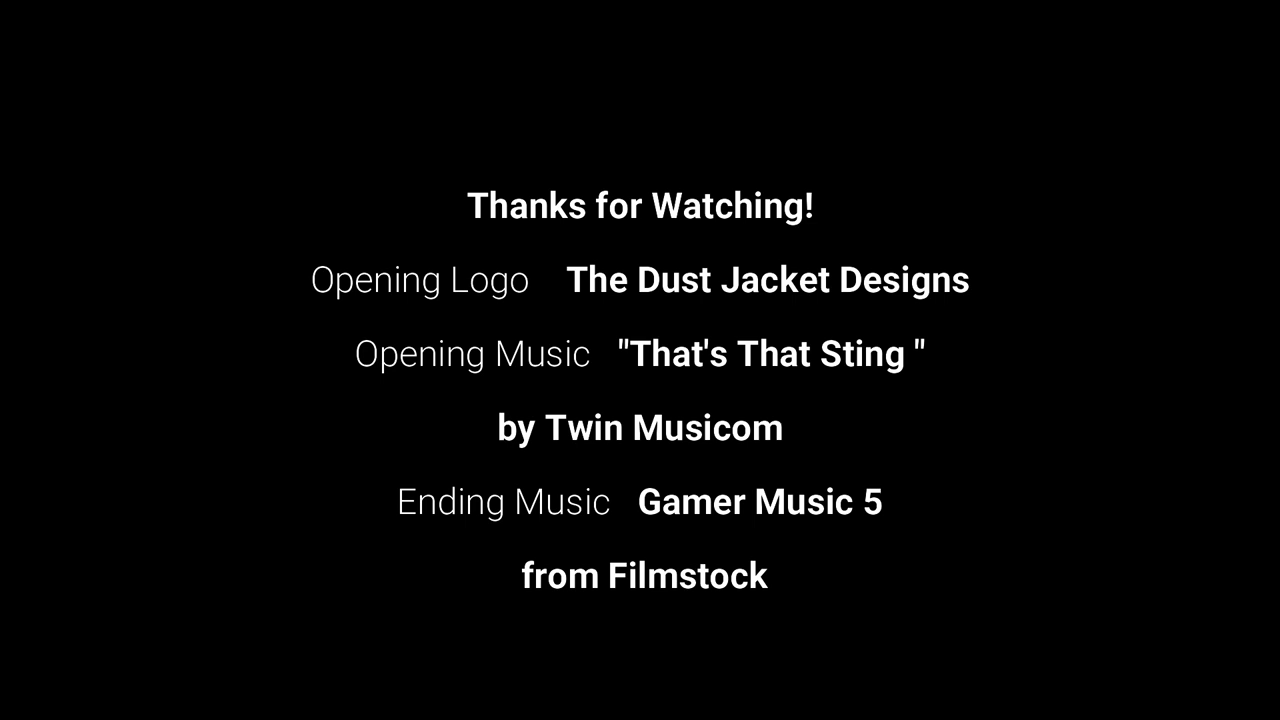 Thanks for Watching!
Opening Logo The Dust Jacket Designs
Opening Music "That's That Sting "
by Twin Musicom
Ending Music Gamer Music 5
from Filmstock